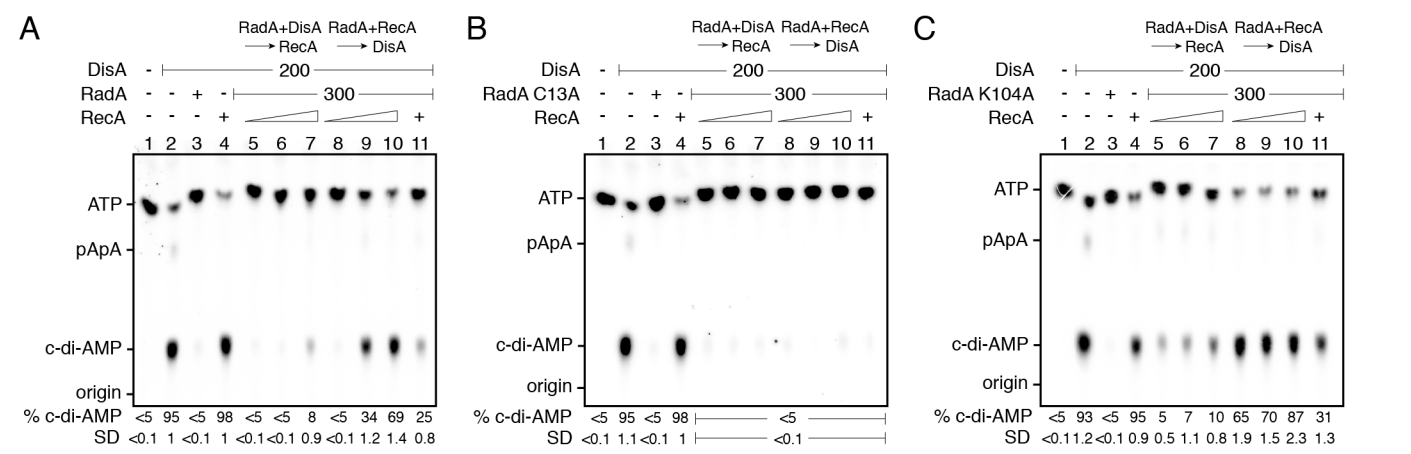 A
RadA+DisA RadA+RecA
RecA DisA
DisA - 200
RadA - - + - 300
RecA - - - + +
1 2 3 4 5 6 7 8 9 10 11
ATP
pApA
c-di-AMP
origin
% c-di-AMP <5 95 <5 98 <5 <5 8 <5 34 69 25
SD <0.1 1 <0.1 1 <0.1 <0.1 0.9 <0.1 1.2 1.4 0.8
B
RadA+DisA RadA+RecA
RecA DisA
DisA - 200
RadA C13A - - + - 300
RecA - - - + +
1 2 3 4 5 6 7 8 9 10 11
ATP
pApA
c-di-AMP
origin
% c-di-AMP <5 95 <5 98 <5
SD <0.1 1.1 <0.1 1 <0.1
C
RadA+DisA RadA+RecA
RecA DisA
DisA - 200
RadA K104A - - + - 300
RecA - - - + +
1 2 3 4 5 6 7 8 9 10 11
ATP
pApA
c-di-AMP
origin
% c-di-AMP <5 93 <5 95 5 7 10 65 70 87 31
SD <0.1 1.2 <0.1 0.9 0.5 1.1 0.8 1.9 1.5 2.3 1.3